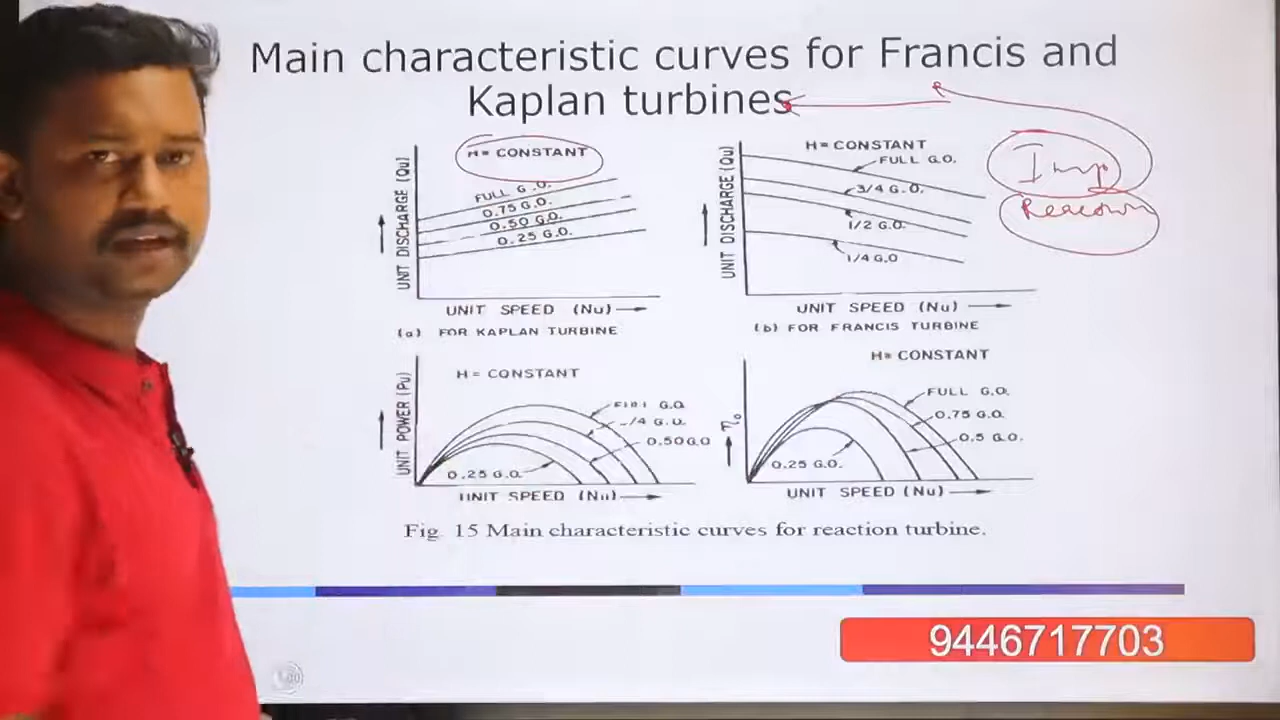 Main characteristic curves for Francis and
Kaplan turbines
H = CONSTANT
FULL G.O.
0.75 G.O.
0.50 G.O.
0.25 G.O.
UNIT DISCHARGE (Qu)
UNIT SPEED (Nu)
(a) FOR KAPLAN TURBINE
H = CONSTANT
FULL G.O.
3/4 G.O.
1/2 G.O.
1/4 G.O
UNIT DISCHARGE (Qu)
UNIT SPEED (Nu)
(b) FOR FRANCIS TURBINE
Imp
H = CONSTANT
G.O.
/4 G.O.
0.50 G.O
0.25 G.O.
UNIT POWER (Pu)
UNIT SPEED (Nu)
H = CONSTANT
FULL G.O.
0.75 G.O.
0.5 G.O.
0.25 G.O.
ηo
UNIT SPEED (Nu)
Fig. 15 Main characteristic curves for reaction turbine.
9446717703